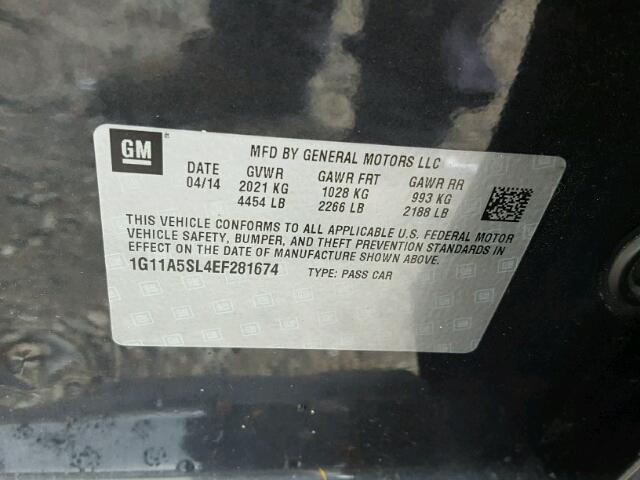 GM
MFD BY GENERAL MOTORS LLC
DATE GVWR GAWR FRT GAWR RR
04/14 2021 KG 1028 KG 993 KG
4454 LB 2266 LB 2188 LB
THIS VEHICLE CONFORMS TO ALL APPLICABLE U.S. FEDERAL MOTOR
VEHICLE SAFETY, BUMPER, AND THEFT PREVENTION STANDARDS IN
EFFECT ON THE DATE OF MANUFACTURE SHOWN ABOVE.
1G11A5SL4EF281674 TYPE: PASS CAR